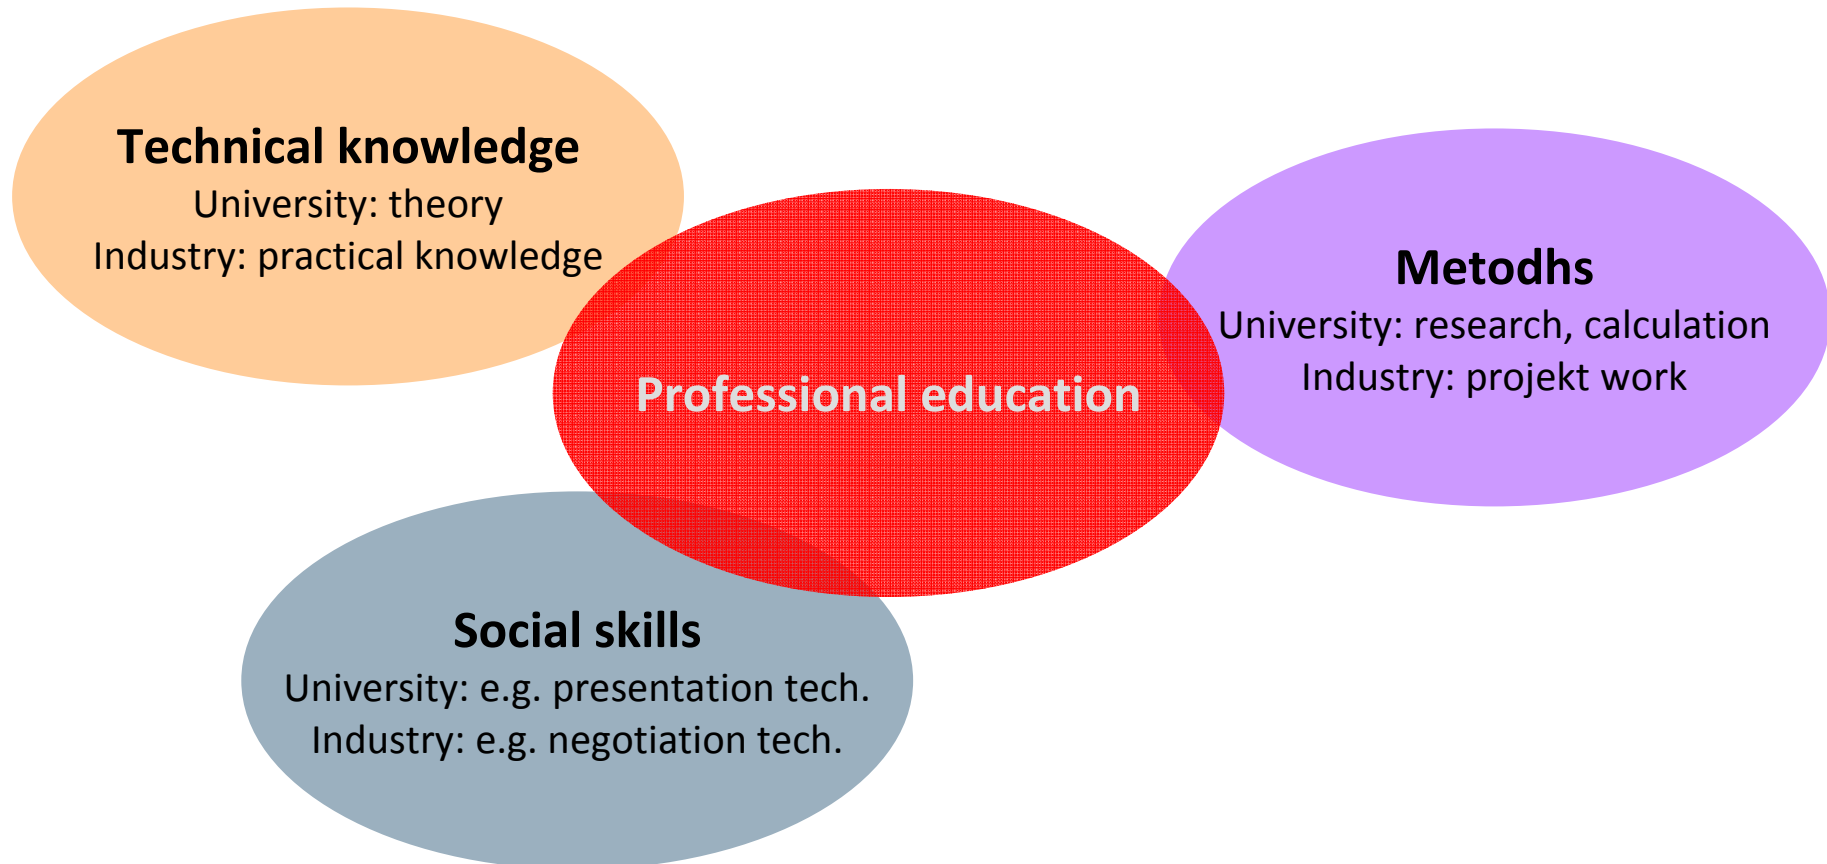 Technical knowledge
University: theory
Industry: practical knowledge
Metodhs
University: research, calculation
Industry: projekt work
Professional education
Social skills
University: e.g. presentation tech.
Industry: e.g. negotiation tech.